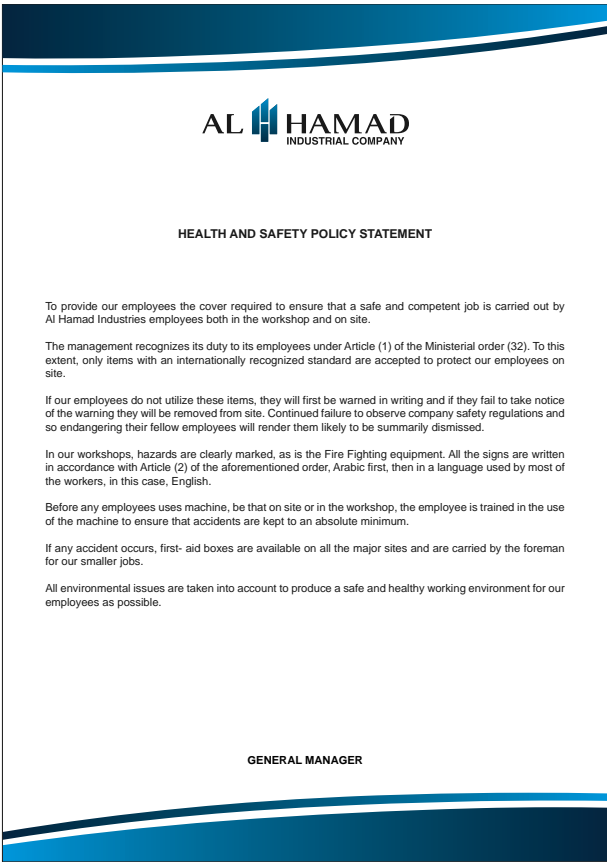 AL HAMAD
INDUSTRIAL COMPANY
HEALTH AND SAFETY POLICY STATEMENT
To provide our employees the cover required to ensure that a safe and competent job is carried out by
Al Hamad Industries employees both in the workshop and on site.
The management recognizes its duty to its employees under Article (1) of the Ministerial order (32). To this
extent, only items with an internationally recognized standard are accepted to protect our employees on
site.
If our employees do not utilize these items, they will first be warned in writing and if they fail to take notice
of the warning they will be removed from site. Continued failure to observe company safety regulations and
so endangering their fellow employees will render them likely to be summarily dismissed.
In our workshops, hazards are clearly marked, as is the Fire Fighting equipment. All the signs are written
in accordance with Article (2) of the aforementioned order, Arabic first, then in a language used by most of
the workers, in this case, English.
Before any employees uses machine, be that on site or in the workshop, the employee is trained in the use
of the machine to ensure that accidents are kept to an absolute minimum.
If any accident occurs, first- aid boxes are available on all the major sites and are carried by the foreman
for our smaller jobs.
All environmental issues are taken into account to produce a safe and healthy working environment for our
employees as possible.
GENERAL MANAGER